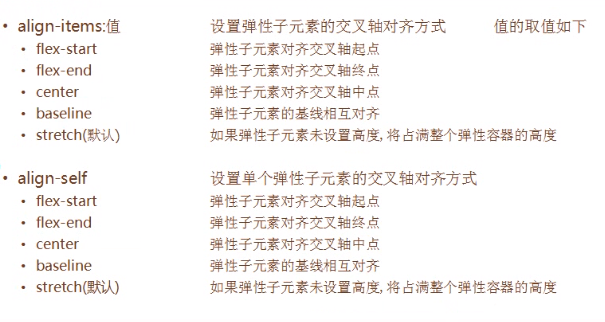 • align-items:值 设置弹性子元素的交叉轴对齐方式 值的取值如下
• flex-start 弹性子元素对齐交叉轴起点
• flex-end 弹性子元素对齐交叉轴终点
• center 弹性子元素对齐交叉轴中点
• baseline 弹性子元素的基线相互对齐
• stretch(默认) 如果弹性子元素未设置高度, 将占满整个弹性容器的高度
• align-self 设置单个弹性子元素的交叉轴对齐方式
• flex-start 弹性子元素对齐交叉轴起点
• flex-end 弹性子元素对齐交叉轴终点
• center 弹性子元素对齐交叉轴中点
• baseline 弹性子元素的基线相互对齐
• stretch(默认) 如果弹性子元素未设置高度, 将占满整个弹性容器的高度